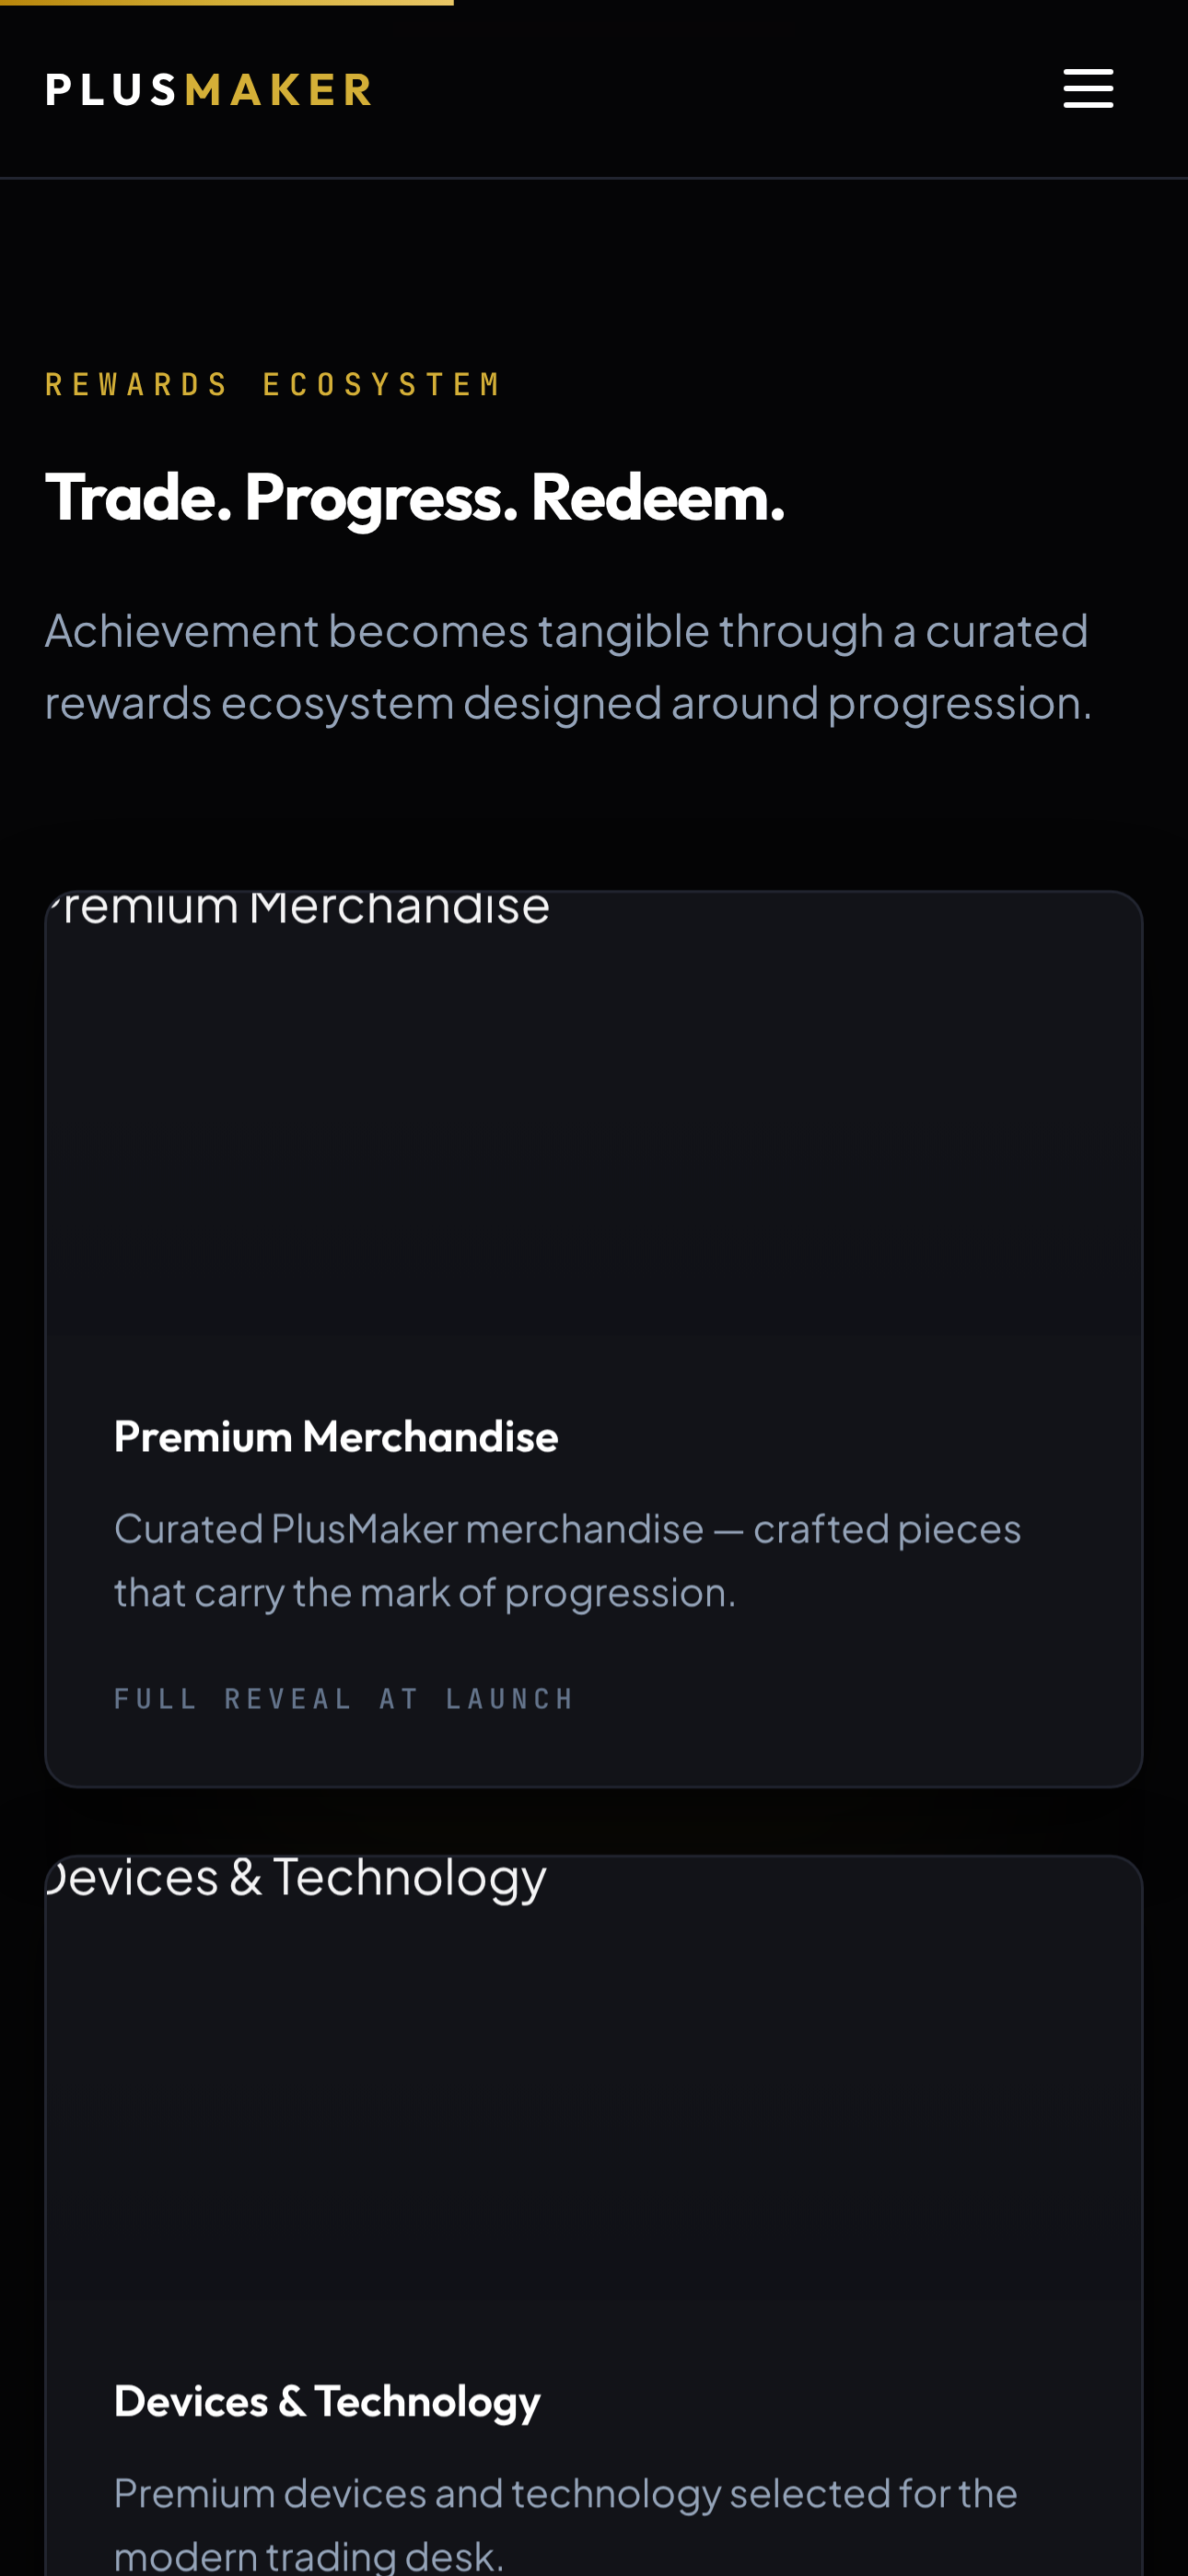 PLUSMAKER
REWARDS ECOSYSTEM
Trade. Progress. Redeem.
Achievement becomes tangible through a curated
rewards ecosystem designed around progression.
Premium Merchandise
Premium Merchandise
Curated PlusMaker merchandise — crafted pieces
that carry the mark of progression.
FULL REVEAL AT LAUNCH
Devices & Technology
Devices & Technology
Premium devices and technology selected for the
modern trading desk.